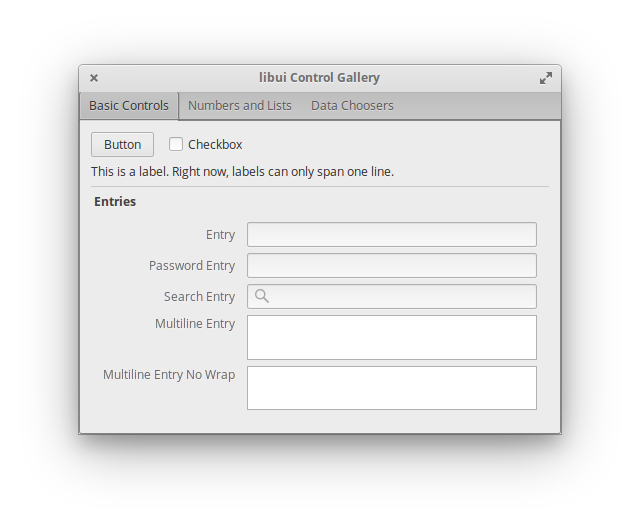 libui Control Gallery
Basic Controls Numbers and Lists Data Choosers
Button Checkbox
This is a label. Right now, labels can only span one line.
Entries
Entry
Password Entry
Search Entry
Multiline Entry
Multiline Entry No Wrap